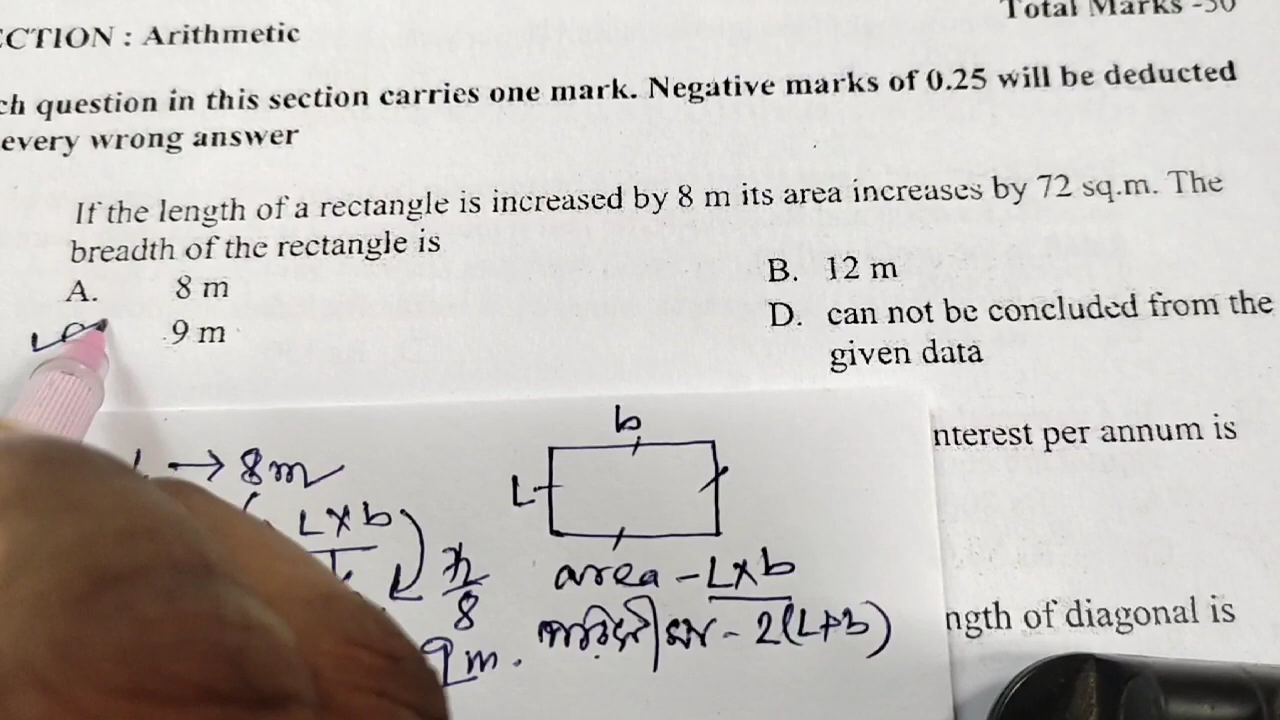 Total Marks -50
ECTION : Arithmetic
ch question in this section carries one mark. Negative marks of 0.25 will be deducted
every wrong answer
If the length of a rectangle is increased by 8 m its area increases by 72 sq.m. The
breadth of the rectangle is
A. 8 m
B. 12 m
9 m
D. can not be concluded from the
given data
nterest per annum is
b
→ 8m
L
L×b
72
8
9m.
area - L×b
পরিসীমা - 2(L+b)
ngth of diagonal is